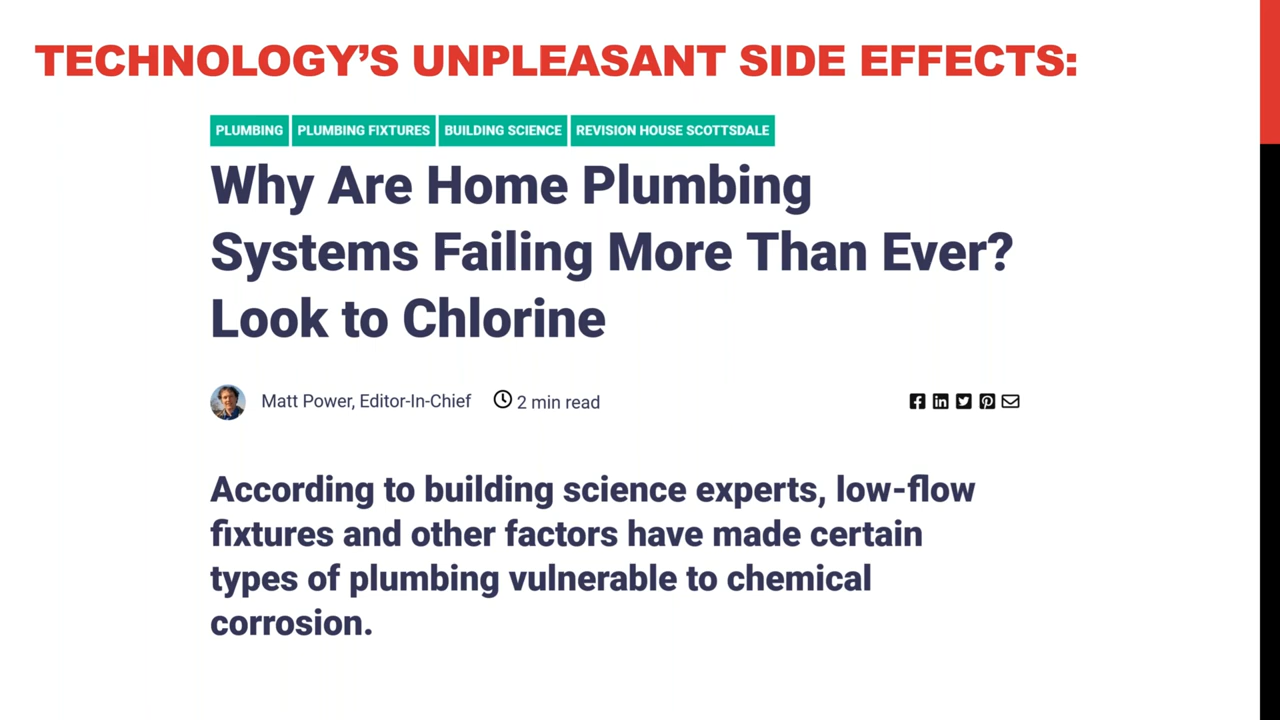 TECHNOLOGY'S UNPLEASANT SIDE EFFECTS:
PLUMBING PLUMBING FIXTURES BUILDING SCIENCE REVISION HOUSE SCOTTSDALE
Why Are Home Plumbing
Systems Failing More Than Ever?
Look to Chlorine
Matt Power, Editor-In-Chief 2 min read
According to building science experts, low-flow
fixtures and other factors have made certain
types of plumbing vulnerable to chemical
corrosion.